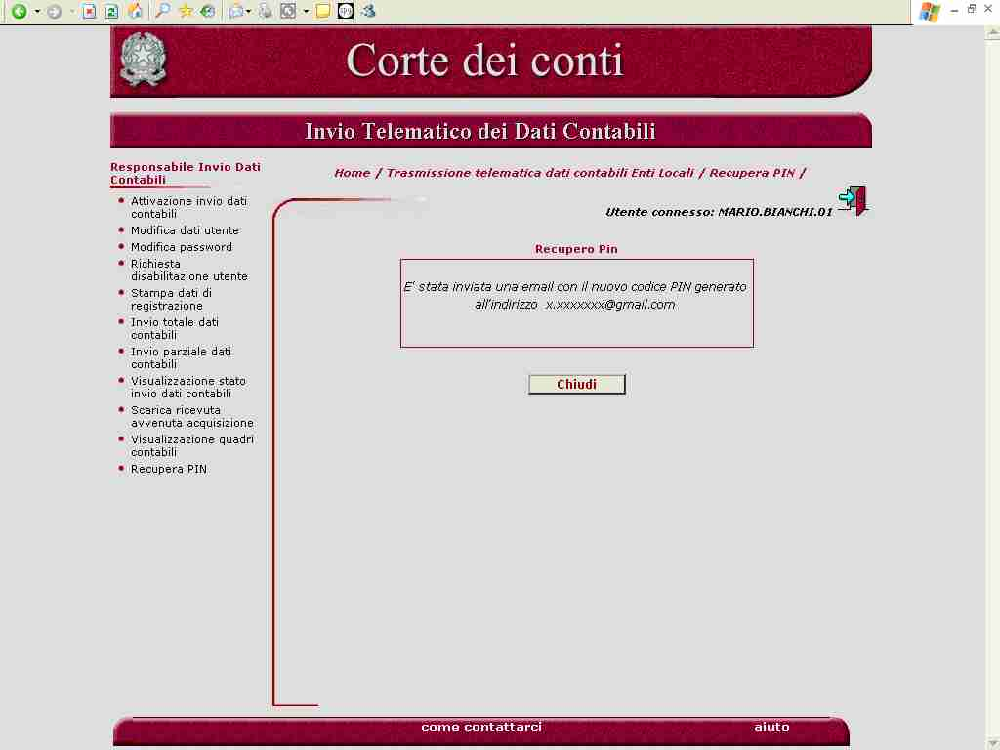 Corte dei conti
Invio Telematico dei Dati Contabili
Responsabile Invio Dati
Contabili
Attivazione invio dati
contabili
Modifica dati utente
Modifica password
Richiesta
disabilitazione utente
Stampa dati di
registrazione
Invio totale dati
contabili
Invio parziale dati
contabili
Visualizzazione stato
invio dati contabili
Scarica ricevuta
avvenuta acquisizione
Visualizzazione quadri
contabili
Recupera PIN
Home / Trasmissione telematica dati contabili Enti Locali / Recupera PIN /
Utente connesso: MARIO.BIANCHI.01
Recupero Pin
E' stata inviata una email con il nuovo codice PIN generato
all'indirizzo x.xxxxxxx@gmail.com
Chiudi
come contattarci
aiuto